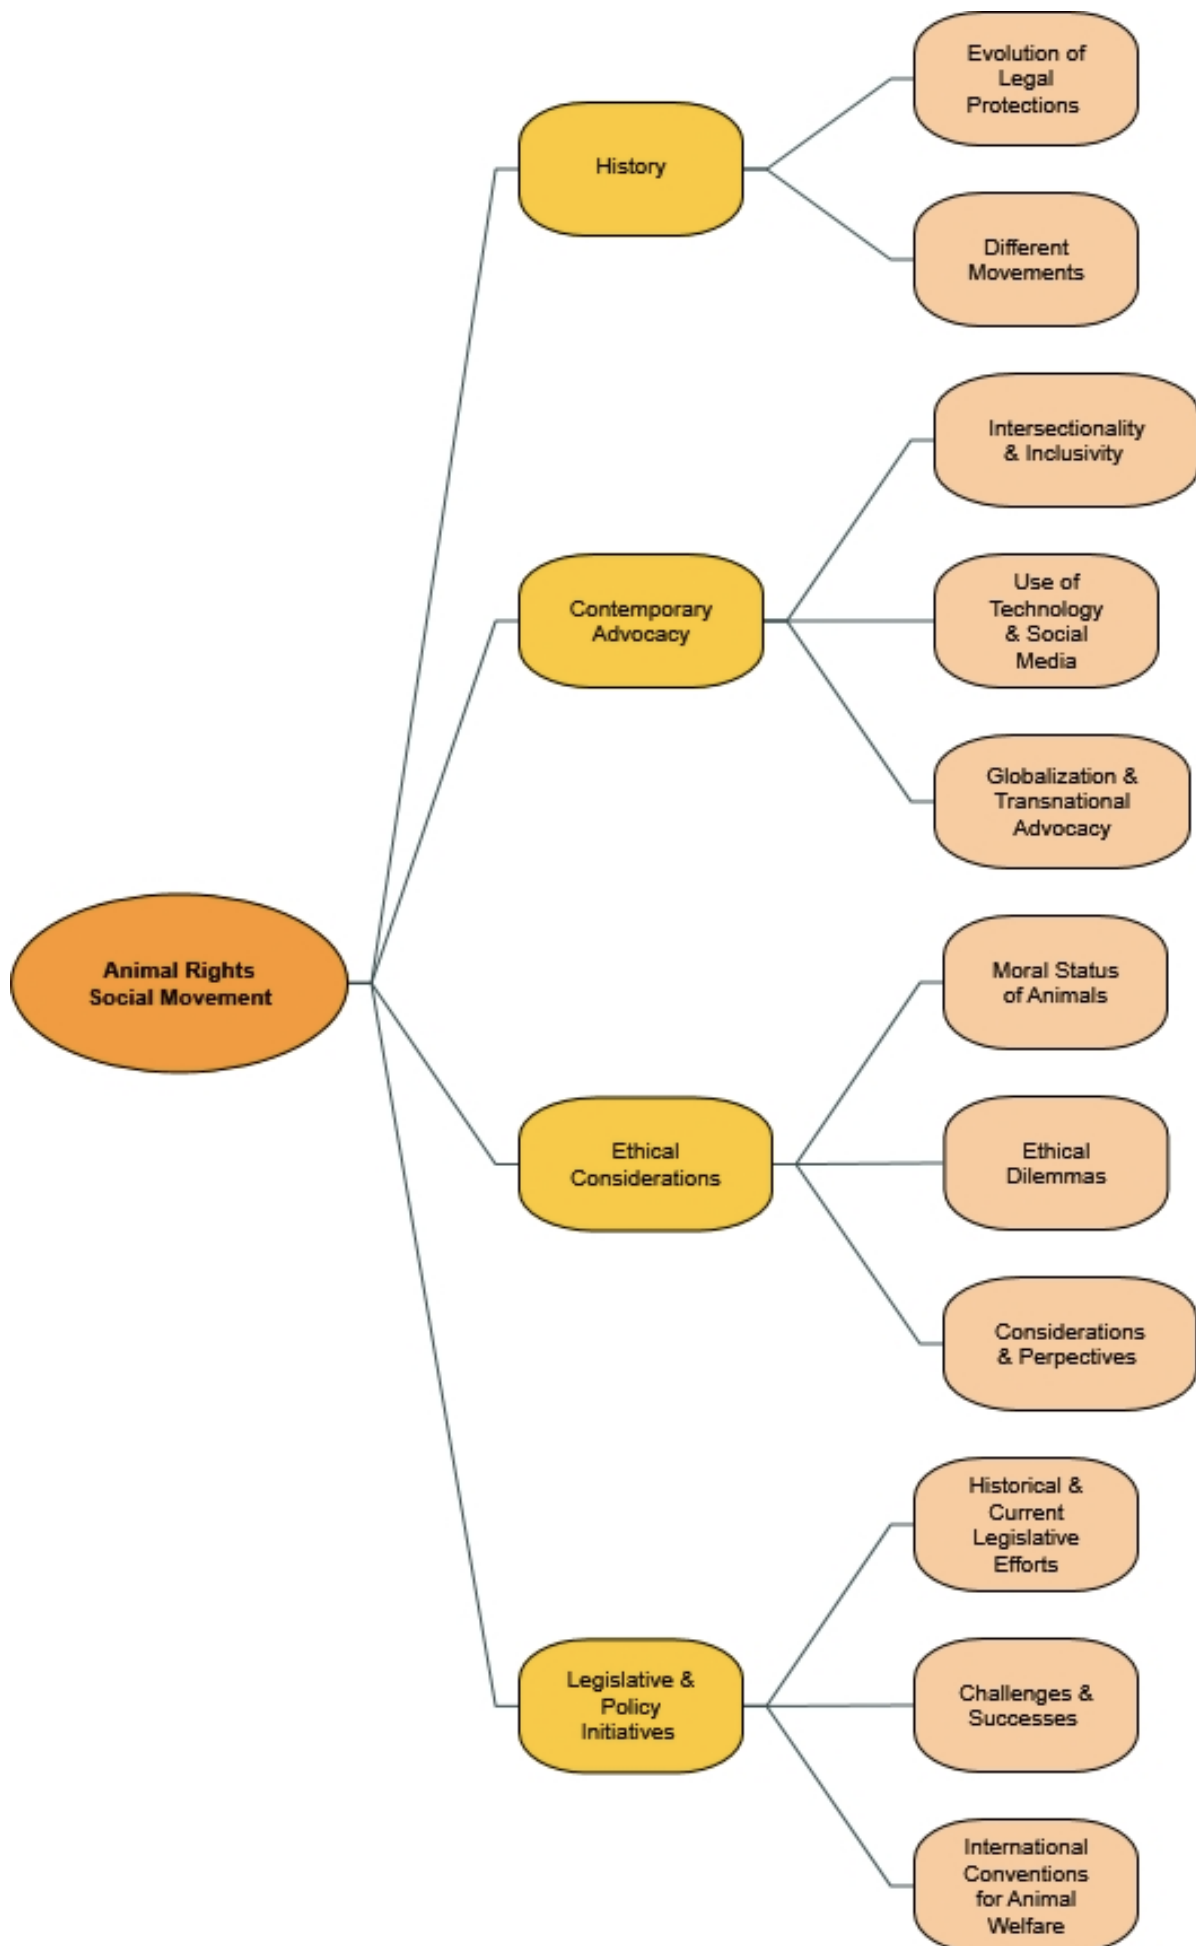 Evolution of
Legal
Protections
History
Different
Movements
Intersectionality
& Inclusivity
Contemporary
Advocacy
Use of
Technology
& Social
Media
Globalization &
Transnational
Advocacy
Animal Rights
Social Movement
Moral Status
of Animals
Ethical
Considerations
Ethical
Dilemmas
Considerations
& Perpectives
Historical &
Current
Legislative
Efforts
Legislative &
Policy
Initiatives
Challenges &
Successes
International
Conventions
for Animal
Welfare